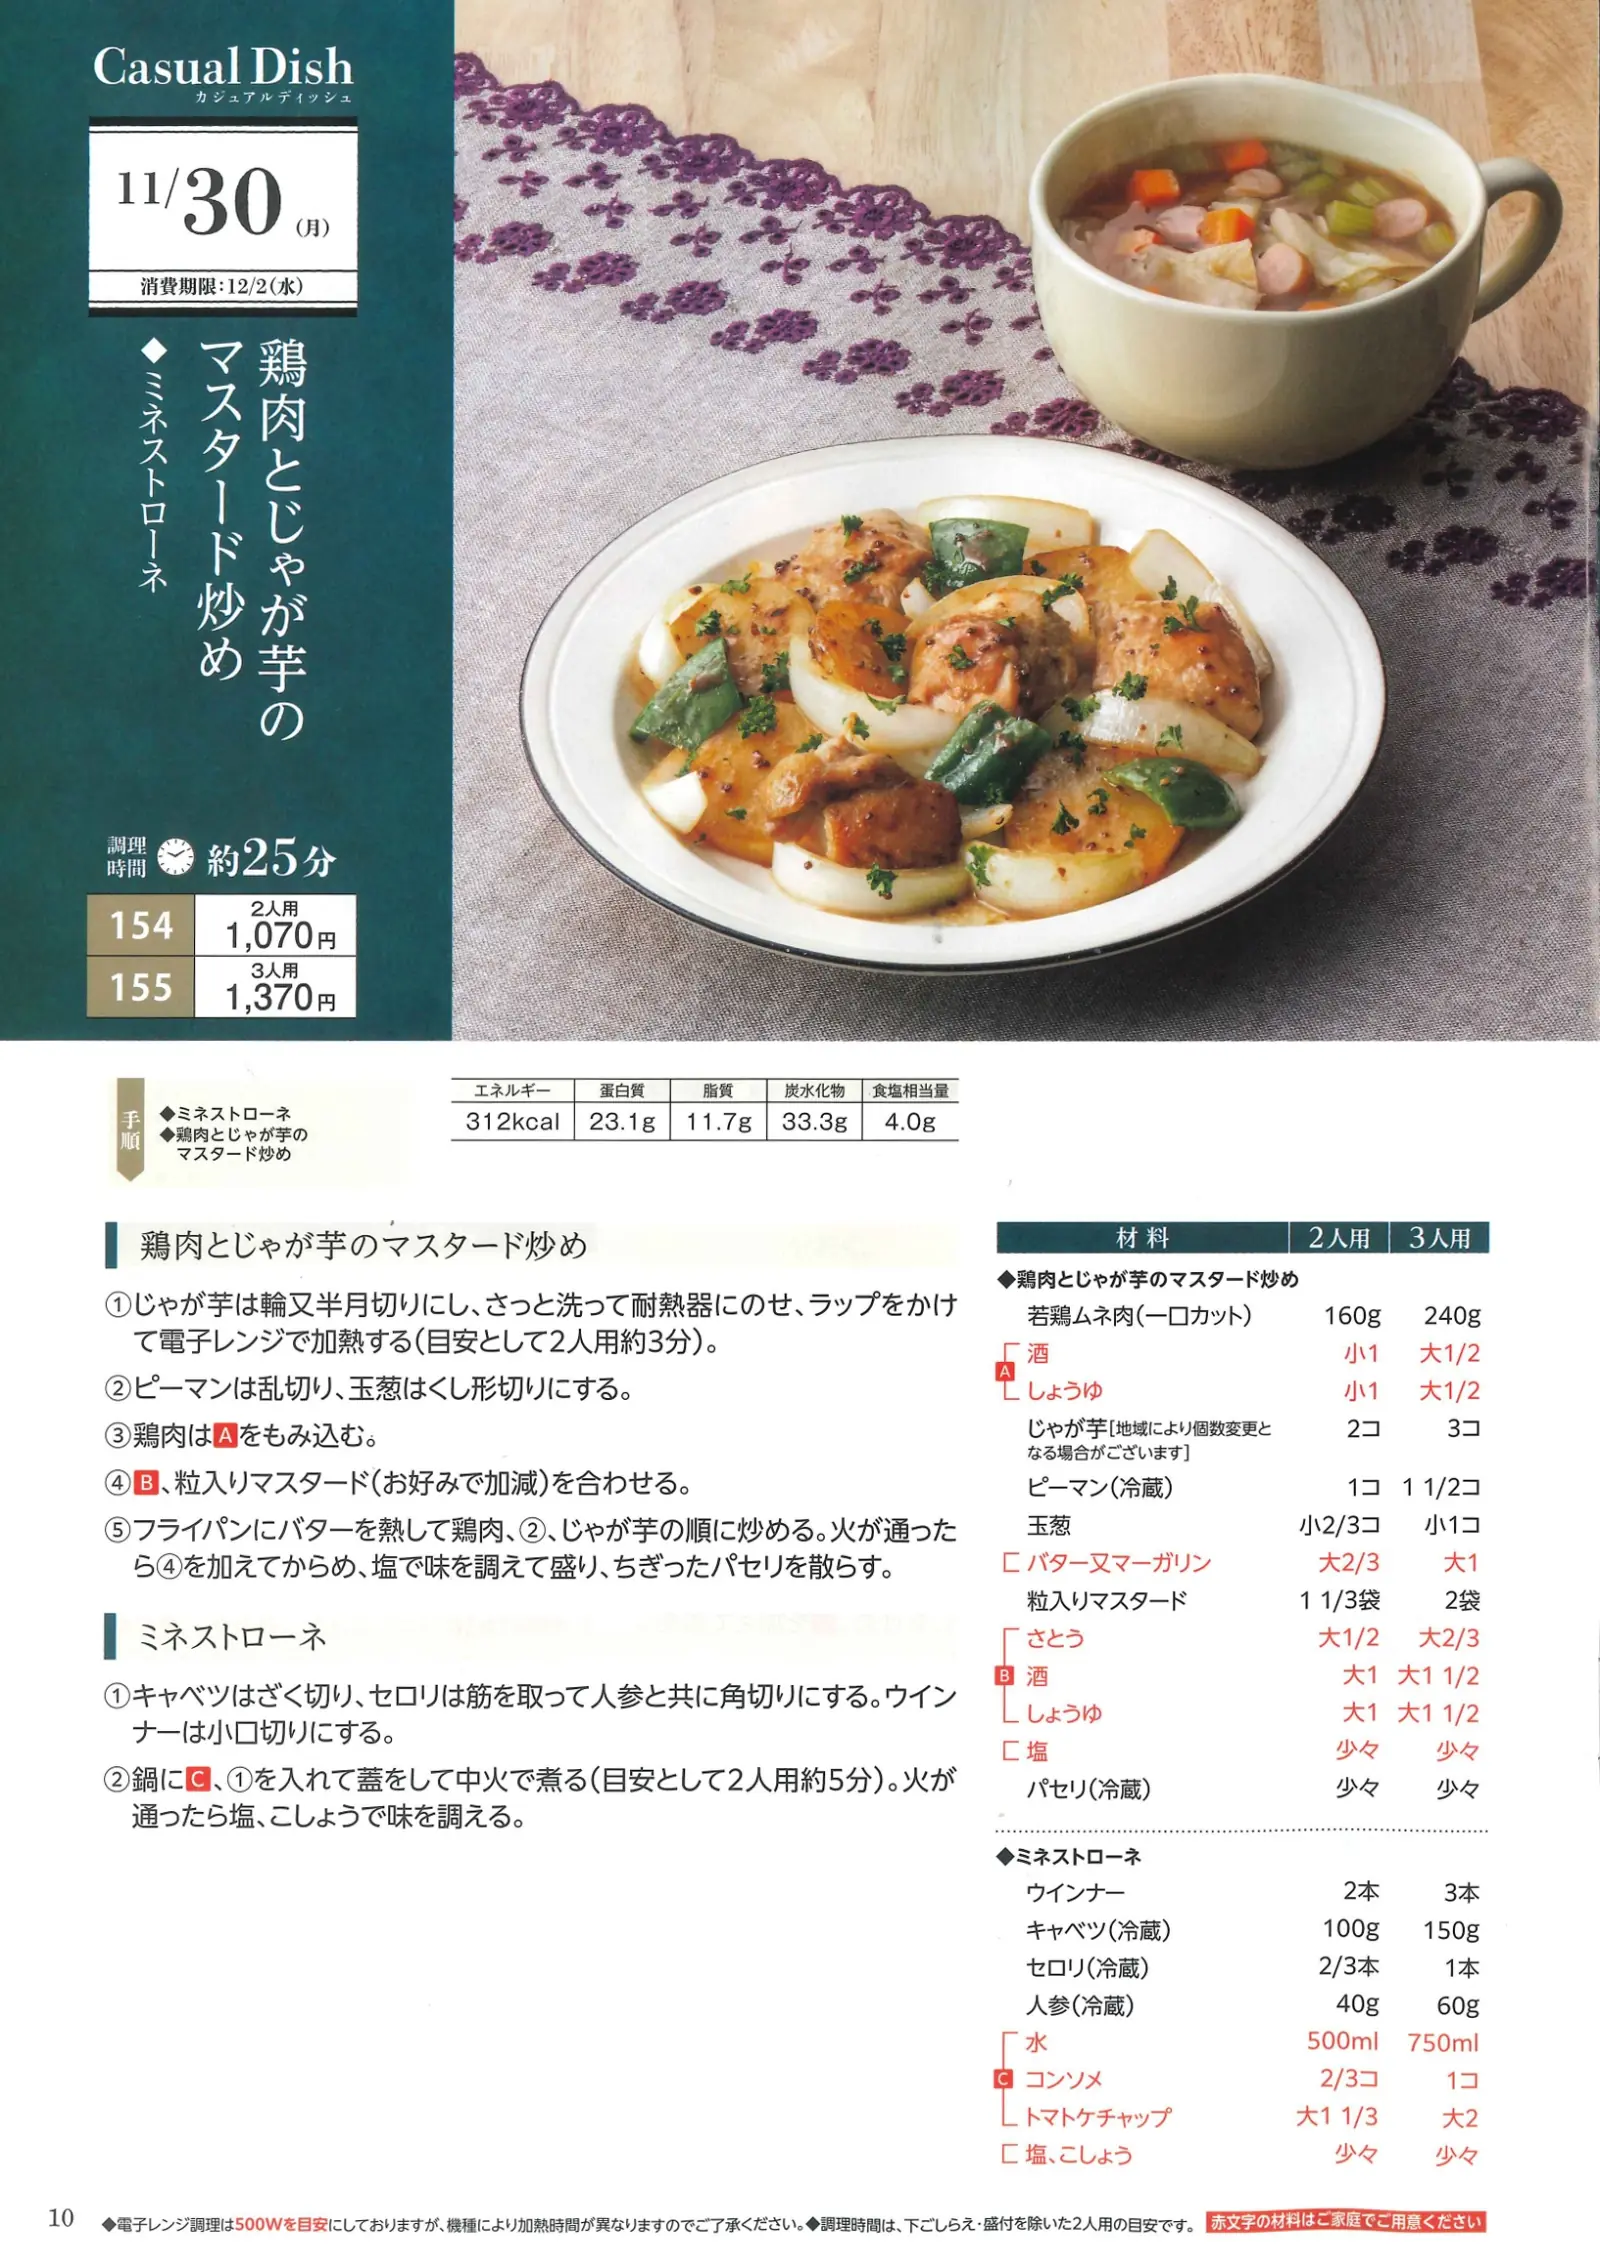 Casual Dish
カジュアルディッシュ
11/30(月)
消費期限:12/2(水)
鶏肉とじゃが芋の
マスタード炒め
◆ミネストローネ
調理時間 約25分
154 2人用 1,070円
155 3人用 1,370円
手順
◆ミネストローネ
◆鶏肉とじゃが芋の
マスタード炒め
エネルギー 蛋白質 脂質 炭水化物 食塩相当量
312kcal 23.1g 11.7g 33.3g 4.0g
鶏肉とじゃが芋のマスタード炒め
①じゃが芋は輪又半月切りにし、さっと洗って耐熱器にのせ、ラップをかけ
て電子レンジで加熱する(目安として2人用約3分)。
②ピーマンは乱切り、玉葱はくし形切りにする。
③鶏肉はAをもみ込む。
④B、粒入りマスタード(お好みで加減)を合わせる。
⑤フライパンにバターを熱して鶏肉、②、じゃが芋の順に炒める。火が通った
ら④を加えてからめ、塩で味を調えて盛り、ちぎったパセリを散らす。
ミネストローネ
①キャベツはざく切り、セロリは筋を取って人参と共に角切りにする。ウイン
ナーは小口切りにする。
②鍋にC、①を入れて蓋をして中火で煮る(目安として2人用約5分)。火が
通ったら塩、こしょうで味を調える。
材料 2人用 3人用
◆鶏肉とじゃが芋のマスタード炒め
若鶏ムネ肉(一口カット) 160g 240g
A
酒 小1 大1/2
しょうゆ 小1 大1/2
じゃが芋[地域により個数変更と 2コ 3コ
なる場合がございます]
ピーマン(冷蔵) 1コ 1 1/2コ
玉葱 小2/3コ 小1コ
バター又マーガリン 大2/3 大1
粒入りマスタード 1 1/3袋 2袋
さとう 大1/2 大2/3
B 酒 大1 大1 1/2
しょうゆ 大1 大1 1/2
塩 少々 少々
パセリ(冷蔵) 少々 少々
◆ミネストローネ
ウインナー 2本 3本
キャベツ(冷蔵) 100g 150g
セロリ(冷蔵) 2/3本 1本
人参(冷蔵) 40g 60g
水 500ml 750ml
C コンソメ 2/3コ 1コ
トマトケチャップ 大1 1/3 大2
塩、こしょう 少々 少々
10
◆電子レンジ調理は500Wを目安にしておりますが、機種により加熱時間が異なりますのでご了承ください。◆調理時間は、下ごしらえ・盛付を除いた2人用の目安です。 赤文字の材料はご家庭でご用意ください